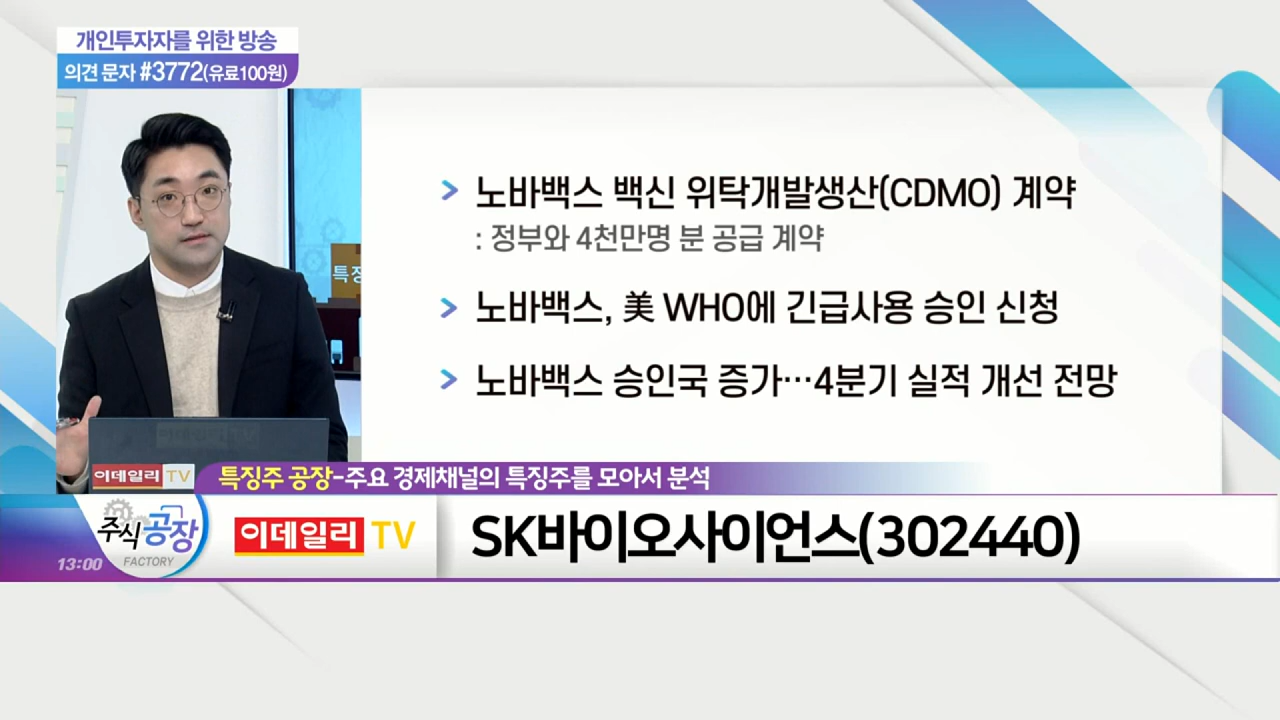 개인투자자를 위한 방송
의견 문자 #3772(유료100원)
특징
> 노바백스 백신 위탁개발생산(CDMO) 계약
: 정부와 4천만명 분 공급 계약
> 노바백스, 美 WHO에 긴급사용 승인 신청
> 노바백스 승인국 증가…4분기 실적 개선 전망
이데일리 TV
특징주 공장-주요 경제채널의 특징주를 모아서 분석
주식공장
FACTORY
13:00
이데일리 TV
SK바이오사이언스(302440)